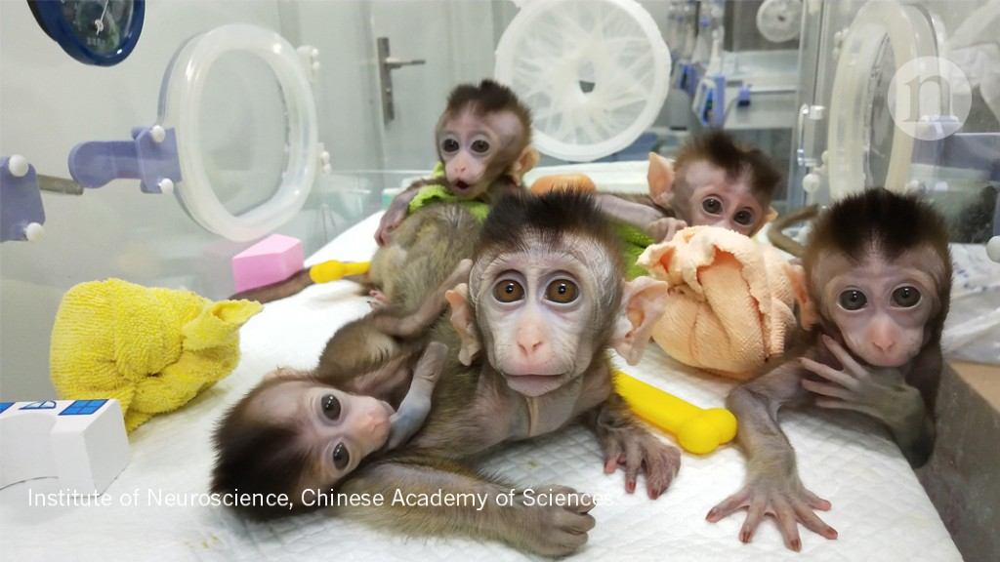 n
Institute of Neuroscience, Chinese Academy of Sciences